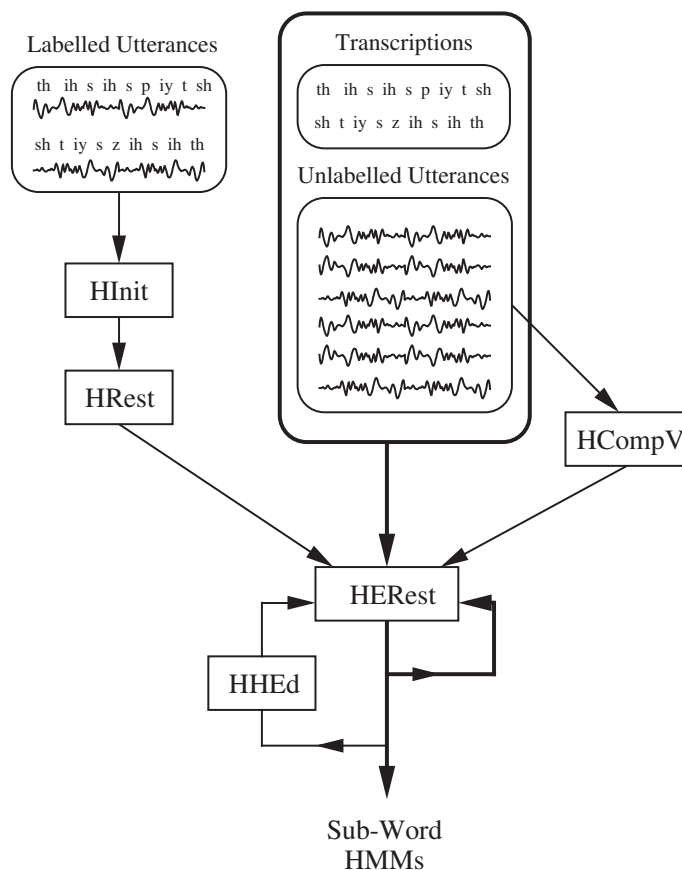 Labelled Utterances
th ih s ih s p iy t sh
sh t iy s z ih s ih th
Transcriptions
th ih s ih s p iy t sh
sh t iy s z ih s ih th
Unlabelled Utterances
HInit
HRest
HCompV
HERest
HHEd
Sub-Word
HMMs